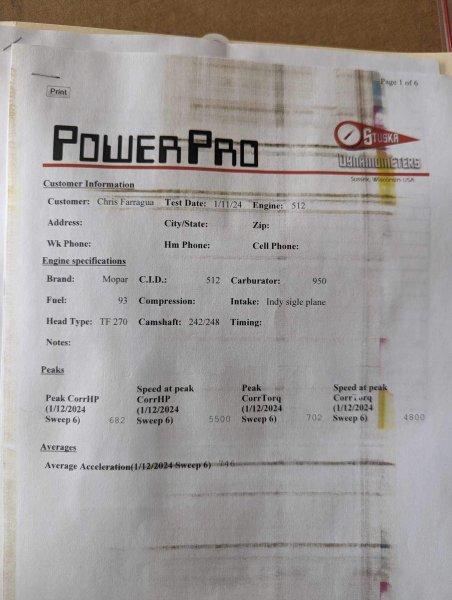 Page 1 of 6
Print
POWERPRO
STUSKA
DYNAMOMETERS
Sussex, Wisconsin USA
Customer Information
Customer: Chris Farragua Test Date: 1/11/24 Engine: 512
Address: City/State: Zip:
Wk Phone: Hm Phone: Cell Phone:
Engine specifications
Brand: Mopar C.I.D.: 512 Carburator: 950
Fuel: 93 Compression: Intake: Indy sigle plane
Head Type: TF 270 Camshaft: 242/248 Timing:
Notes:
Peaks
Peak CorrHP (1/12/2024 Sweep 6) 682
Speed at peak CorrHP (1/12/2024 Sweep 6) 5500
Peak CorrTorq (1/12/2024 Sweep 6) 702
Speed at peak CorrTorq (1/12/2024 Sweep 6) 4800
Averages
Average Acceleration(1/12/2024 Sweep 6) 746